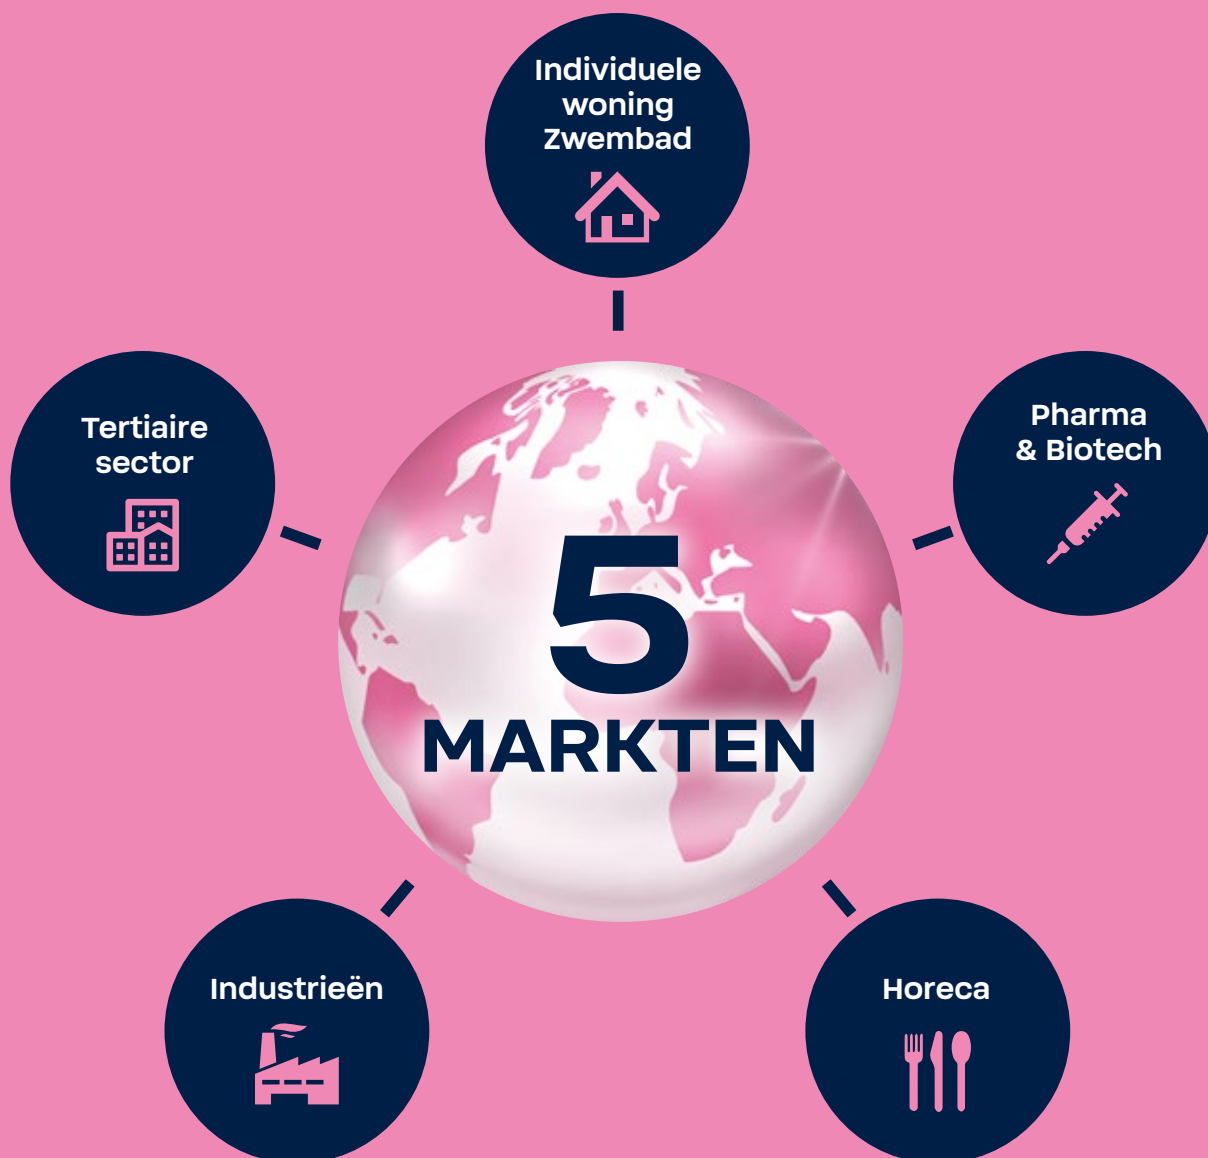 Individuele
woning
Zwembad
Tertiaire
sector
Pharma
& Biotech
5
MARKTEN
Industrieën
Horeca